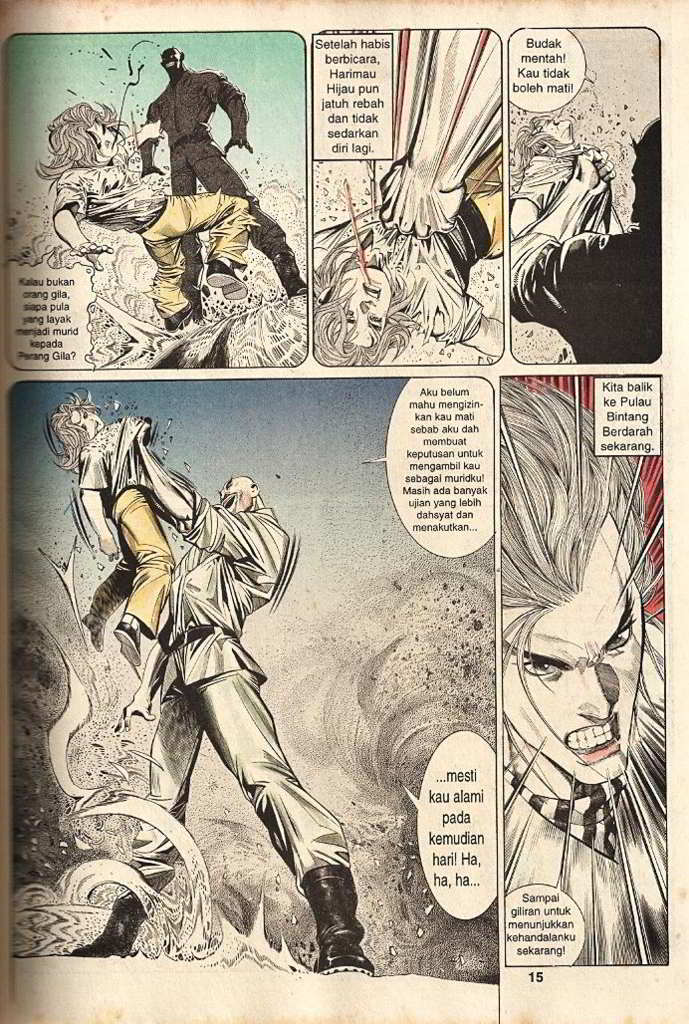 Kalau bukan
orang gila,
siapa pula
yang layak
menjadi murid
kepada
Perang Gila?
Setelah habis
berbicara,
Harimau
Hijau pun
jatuh rebah
dan tidak
sedarkan
diri lagi.
Budak
mentah!
Kau tidak
boleh mati!
Aku belum
mahu mengizin-
kan kau mati
sebab aku dah
membuat
keputusan untuk
mengambil kau
sebagai muridku!
Masih ada banyak
ujian yang lebih
dahsyat dan
menakutkan...
...mesti
kau alami
pada
kemudian
hari! Ha,
ha, ha...
Kita balik
ke Pulau
Bintang
Berdarah
sekarang.
Sampai
giliran untuk
menunjukkan
kehandalanku
sekarang!
15